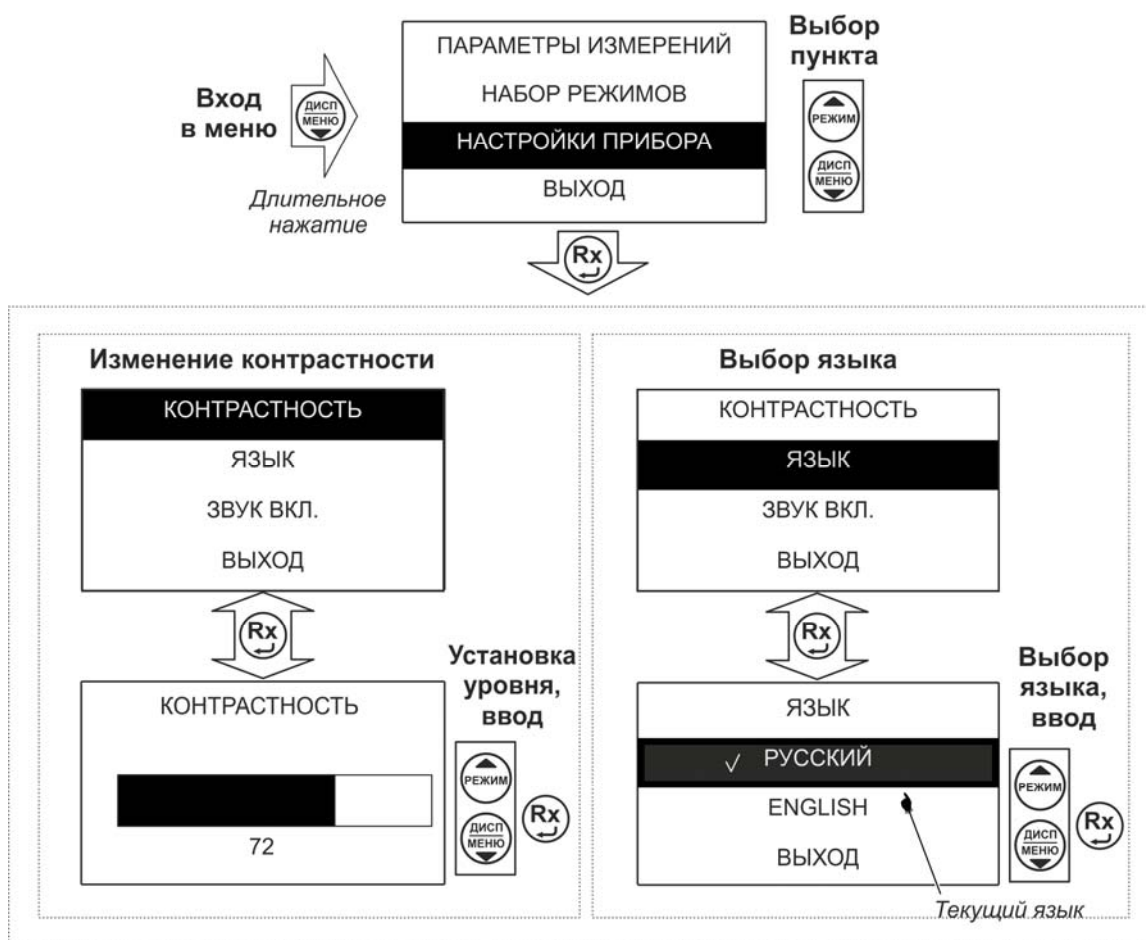 Вход
в меню
ДИСП
МЕНЮ
Длительное
нажатие
ПАРАМЕТРЫ ИЗМЕРЕНИЙ
НАБОР РЕЖИМОВ
НАСТРОЙКИ ПРИБОРА
ВЫХОД
Выбор
пункта
РЕЖИМ
ДИСП
МЕНЮ
Rx
Изменение контрастности
КОНТРАСТНОСТЬ
ЯЗЫК
ЗВУК ВКЛ.
ВЫХОД
Rx
КОНТРАСТНОСТЬ
72
Установка
уровня,
ввод
РЕЖИМ
ДИСП
МЕНЮ
Rx
Выбор языка
КОНТРАСТНОСТЬ
ЯЗЫК
ЗВУК ВКЛ.
ВЫХОД
Rx
ЯЗЫК
√ РУССКИЙ
ENGLISH
ВЫХОД
Выбор
языка,
ввод
РЕЖИМ
ДИСП
МЕНЮ
Rx
Текущий язык